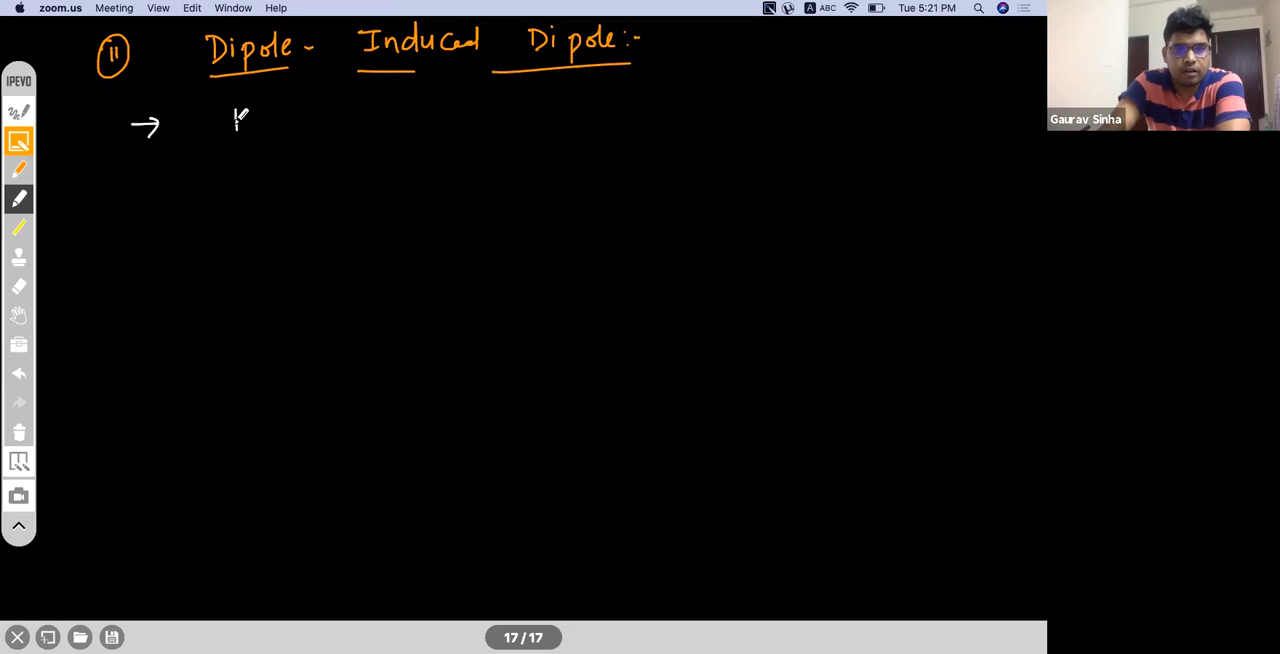 zoom.us Meeting View Edit Window Help A ABC Tue 5:21 PM
(11) Dipole - Induced Dipole :-
IPEVO
→
Gaurav Sinha
17/17